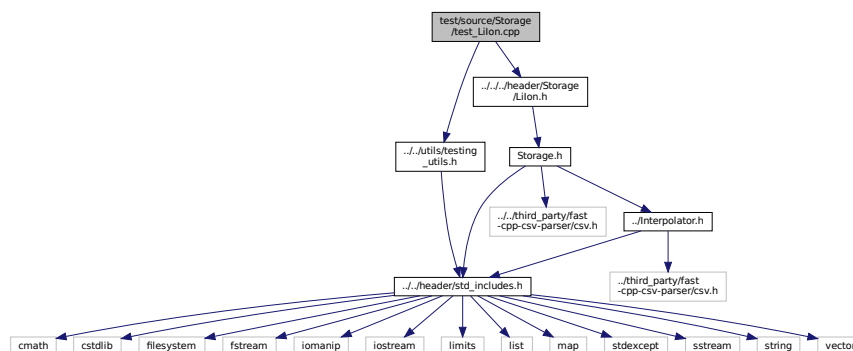 test/source/Storage
/test_LiIon.cpp
../../../header/Storage
/LiIon.h
../../utils/testing
_utils.h
Storage.h
../../third_party/fast
-cpp-csv-parser/csv.h
../Interpolator.h
../third_party/fast
-cpp-csv-parser/csv.h
../../header/std_includes.h
cmath
cstdlib
filesystem
fstream
iomanip
iostream
limits
list
map
stdexcept
sstream
string
vector